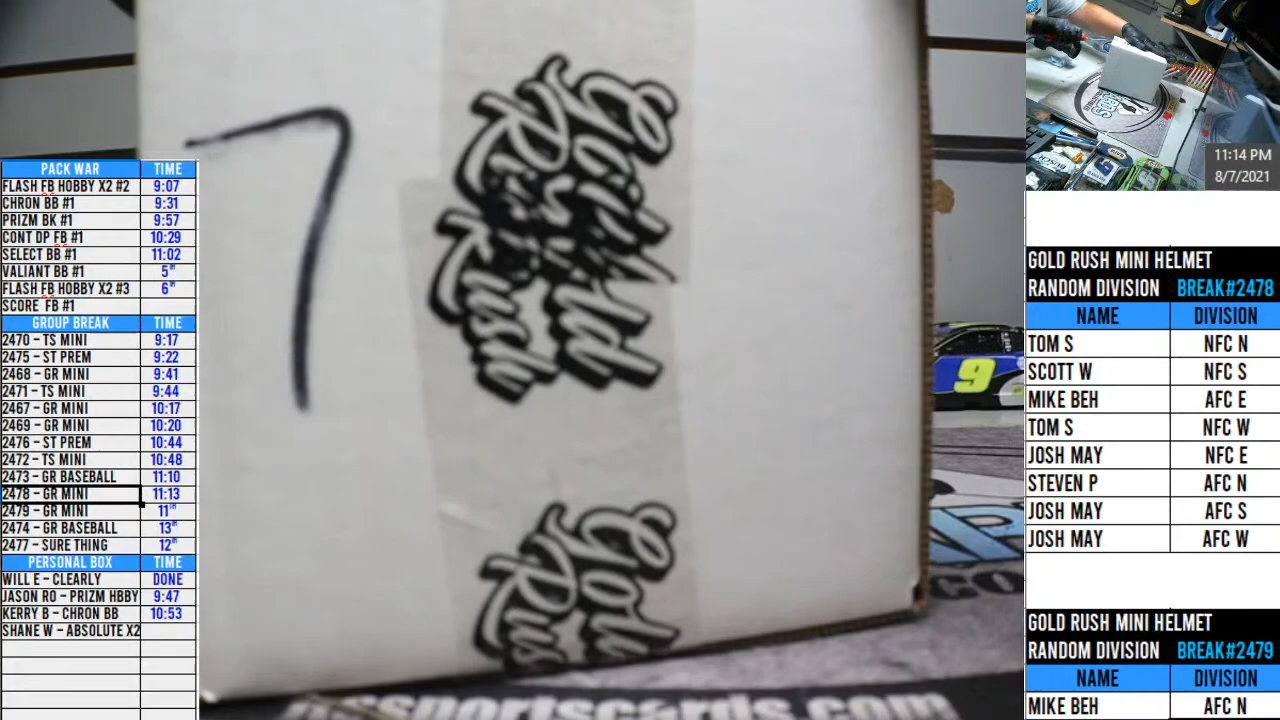 PACK WAR TIME
FLASH FB HOBBY X2 #2 9:07
CHRON BB #1 9:31
PRIZM BK #1 9:57
CONT DP FB #1 10:29
SELECT BB #1 11:02
VALIANT BB #1 5TH
FLASH FB HOBBY X2 #3 6TH
SCORE FB #1
GROUP BREAK TIME
2470 – TS MINI 9:17
2475 – ST PREM 9:22
2468 – GR MINI 9:41
2471 – TS MINI 9:44
2467 – GR MINI 10:17
2469 – GR MINI 10:20
2476 – ST PREM 10:44
2472 – TS MINI 10:48
2473 – GR BASEBALL 11:10
2478 – GR MINI 11:13
2479 – GR MINI 11TH
2474 – GR BASEBALL 13TH
2477 – SURE THING 12TH
PERSONAL BOX TIME
WILL E – CLEARLY DONE
JASON RO – PRIZM HBBY 9:47
KERRY B – CHRON BB 10:53
SHANE W – ABSOLUTE X2
7
Gold
Rush
9
ssportscards.com
11:14 PM
8/7/2021
GOLD RUSH MINI HELMET
RANDOM DIVISION BREAK#2478
NAME DIVISION
TOM S NFC N
SCOTT W NFC S
MIKE BEH AFC E
TOM S NFC W
JOSH MAY NFC E
STEVEN P AFC N
JOSH MAY AFC S
JOSH MAY AFC W
GOLD RUSH MINI HELMET
RANDOM DIVISION BREAK#2479
NAME DIVISION
MIKE BEH AFC N